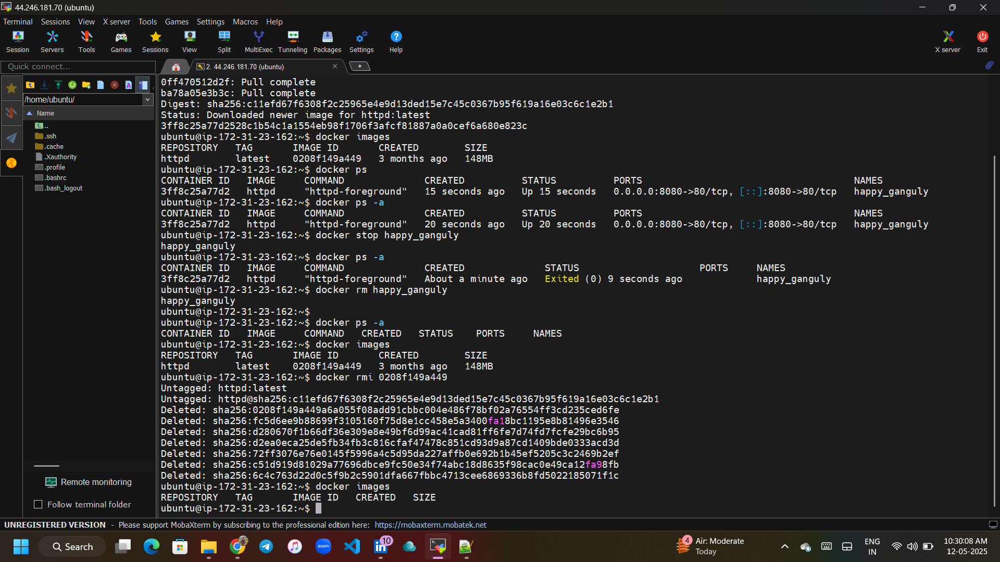 44.246.181.70 (ubuntu)
Terminal Sessions View X server Tools Games Settings Macros Help
Session Servers Tools Games Sessions View Split MultiExec Tunneling Packages Settings Help X server Exit
Quick connect...
2. 44.246.181.70 (ubuntu)
/home/ubuntu/
Name
..
.ssh
.cache
.Xauthority
.profile
.bashrc
.bash_logout
Remote monitoring
Follow terminal folder
0ff470512d2f: Pull complete
ba78a05e3b3c: Pull complete
Digest: sha256:c11efd67f6308f2c25965e4e9d13ded15e7c45c0367b95f619a16e03c6c1e2b1
Status: Downloaded newer image for httpd:latest
3ff8c25a77d2528c1b54c1a1554eb98f1706f3afcf81887a0a0cef6a680e823c
ubuntu@ip-172-31-23-162:~$ docker images
REPOSITORY TAG IMAGE ID CREATED SIZE
httpd latest 0208f149a449 3 months ago 148MB
ubuntu@ip-172-31-23-162:~$ docker ps
CONTAINER ID IMAGE COMMAND CREATED STATUS PORTS NAMES
3ff8c25a77d2 httpd "httpd-foreground" 15 seconds ago Up 15 seconds 0.0.0.0:8080->80/tcp, [::]:8080->80/tcp happy_ganguly
ubuntu@ip-172-31-23-162:~$ docker ps -a
CONTAINER ID IMAGE COMMAND CREATED STATUS PORTS NAMES
3ff8c25a77d2 httpd "httpd-foreground" 20 seconds ago Up 20 seconds 0.0.0.0:8080->80/tcp, [::]:8080->80/tcp happy_ganguly
ubuntu@ip-172-31-23-162:~$ docker stop happy_ganguly
happy_ganguly
ubuntu@ip-172-31-23-162:~$ docker ps -a
CONTAINER ID IMAGE COMMAND CREATED STATUS PORTS NAMES
3ff8c25a77d2 httpd "httpd-foreground" About a minute ago Exited (0) 9 seconds ago happy_ganguly
ubuntu@ip-172-31-23-162:~$ docker rm happy_ganguly
happy_ganguly
ubuntu@ip-172-31-23-162:~$
ubuntu@ip-172-31-23-162:~$ docker ps -a
CONTAINER ID IMAGE COMMAND CREATED STATUS PORTS NAMES
ubuntu@ip-172-31-23-162:~$ docker images
REPOSITORY TAG IMAGE ID CREATED SIZE
httpd latest 0208f149a449 3 months ago 148MB
ubuntu@ip-172-31-23-162:~$ docker rmi 0208f149a449
Untagged: httpd:latest
Untagged: httpd@sha256:c11efd67f6308f2c25965e4e9d13ded15e7c45c0367b95f619a16e03c6c1e2b1
Deleted: sha256:0208f149a449a6a055f08add91cbbc004e486f78bf02a76554ff3cd235ced6fe
Deleted: sha256:fc5d6ee9b88699f3105160f75d8e1cc458e5a3400fa18bc1195e8b81496e3546
Deleted: sha256:d280670f1b66df36e309e8e49bf6d99ac41cad81ff6fe7d74fd7fcfe29bc6b95
Deleted: sha256:d2ea0eca25de5fb34fb3c816cfaf47478c851cd93d9a87cd1409bde0333acd3d
Deleted: sha256:72ff3076e76e0145f5996a4c5d95da227affb0e692b1b45ef5205c3c2469b2ef
Deleted: sha256:c51d919d81029a77696dbce9fc50e34f74abc18d8635f98cac0e49ca12fa98fb
Deleted: sha256:6c4c763d22d0c5f9b2c5901dfa667fbbc4713cee6869336b8fd5022185071f1c
ubuntu@ip-172-31-23-162:~$ docker images
REPOSITORY TAG IMAGE ID CREATED SIZE
ubuntu@ip-172-31-23-162:~$
UNREGISTERED VERSION - Please support MobaXterm by subscribing to the professional edition here: https://mobaxterm.mobatek.net
Search
zoom
10
4
Air: Moderate
Today
ENG
IN
10:30:08 AM
12-05-2025